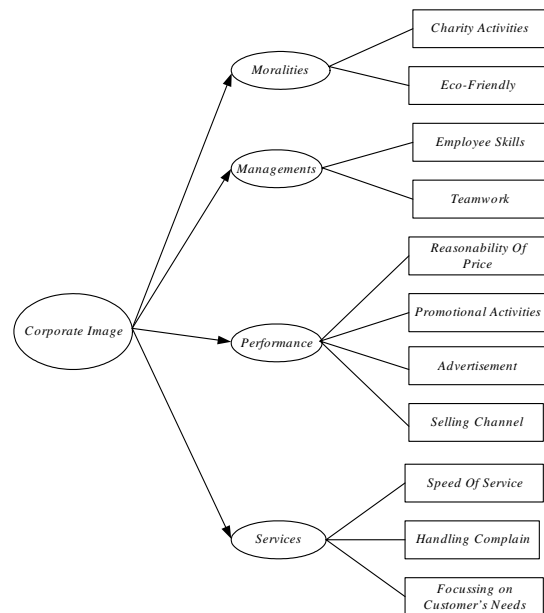 Charity Activities
Moralities
Eco-Friendly
Employee Skills
Managements
Teamwork
Reasonability Of
Price
Promotional Activities
Corporate Image
Performance
Advertisement
Selling Channel
Speed Of Service
Services
Handling Complain
Focussing on
Customer's Needs